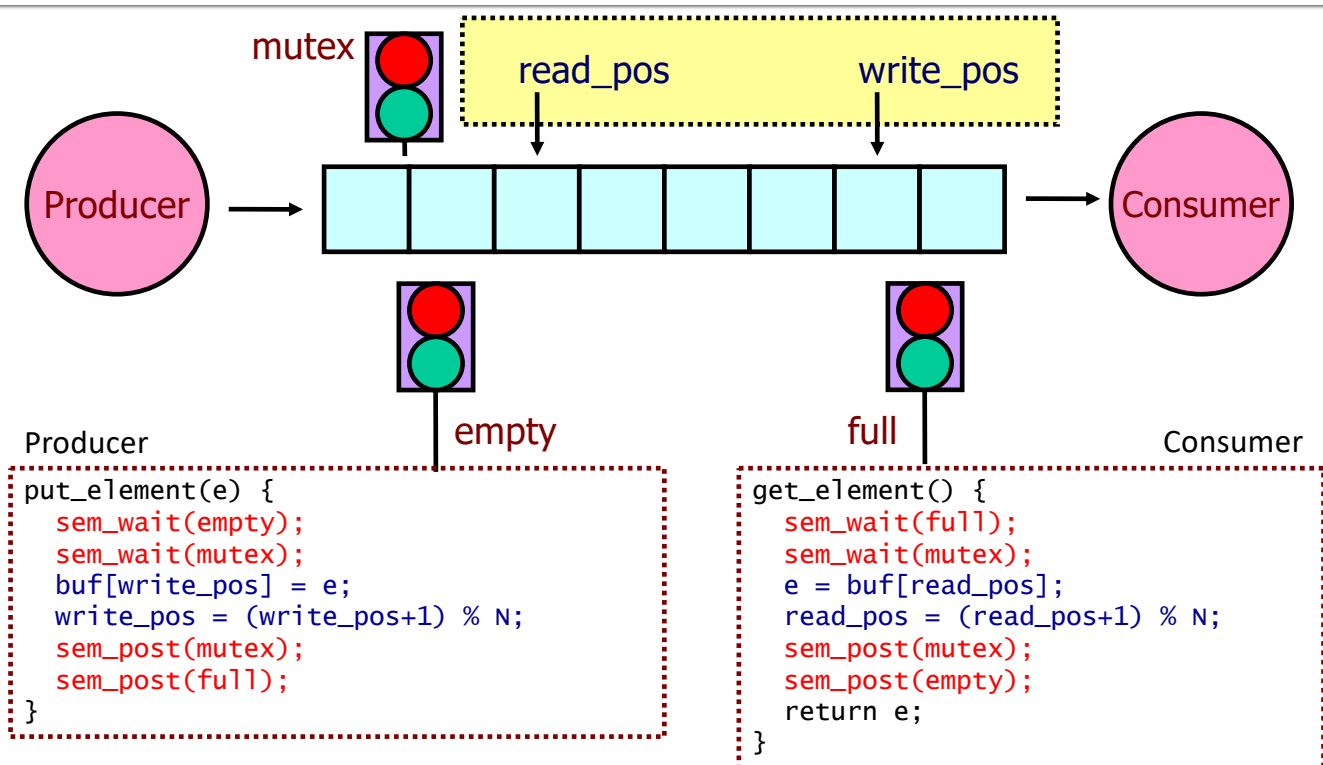 mutex
read_pos
write_pos
Producer
Consumer
empty
full
Producer
Consumer
put_element(e) {
  sem_wait(empty);
  sem_wait(mutex);
  buf[write_pos] = e;
  write_pos = (write_pos+1) % N;
  sem_post(mutex);
  sem_post(full);
}
get_element() {
  sem_wait(full);
  sem_wait(mutex);
  e = buf[read_pos];
  read_pos = (read_pos+1) % N;
  sem_post(mutex);
  sem_post(empty);
  return e;
}